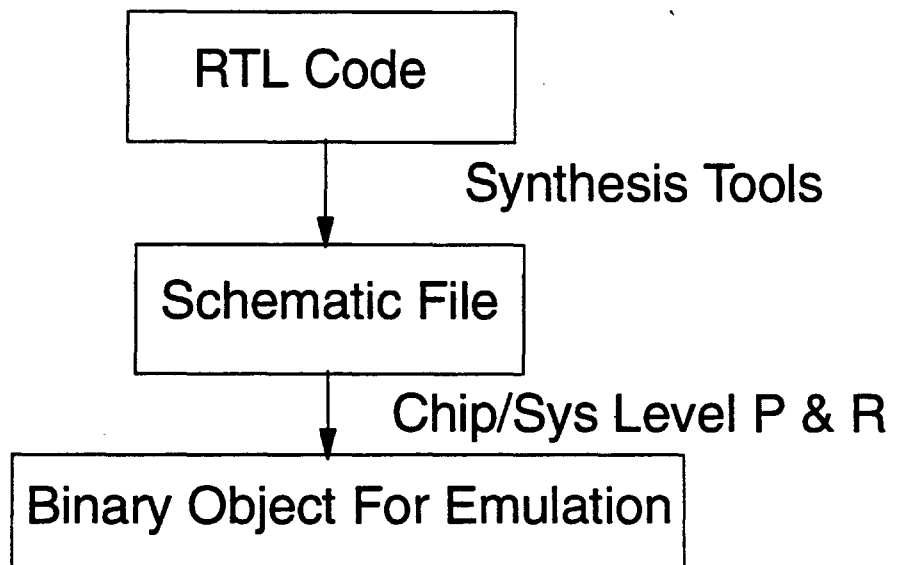 RTL Code
Synthesis Tools
Schematic File
Chip/Sys Level P & R
Binary Object For Emulation